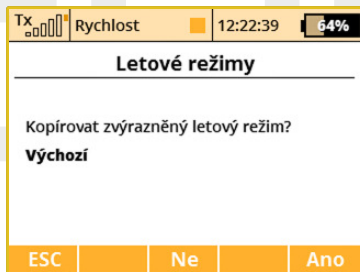 Tx Rychlost 12:22:39 64%
Letové režimy
Kopírovat zvýrazněný letový režim?
Výchozí
ESC Ne Ano